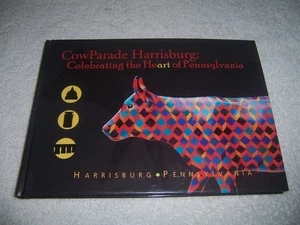 CowParade Harrisburg:
Celebrating the Heart of Pennsylvania
HARRISBURG • PENNSYLVANIA